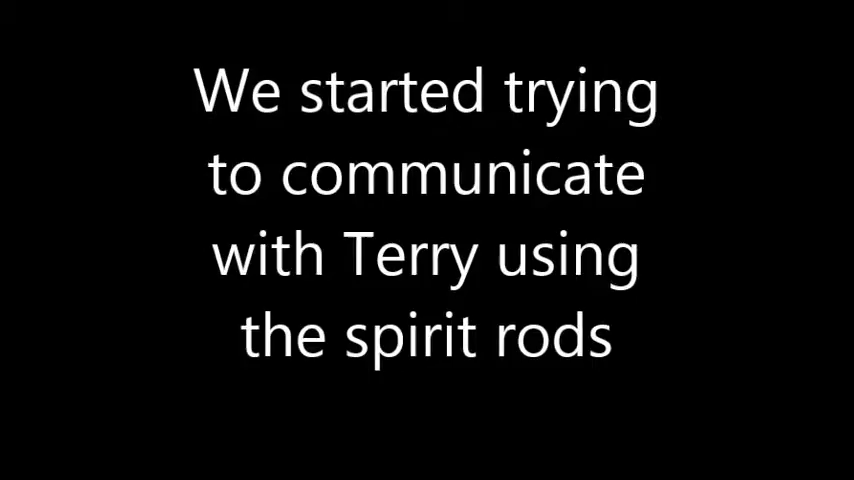 We started trying
to communicate
with Terry using
the spirit rods